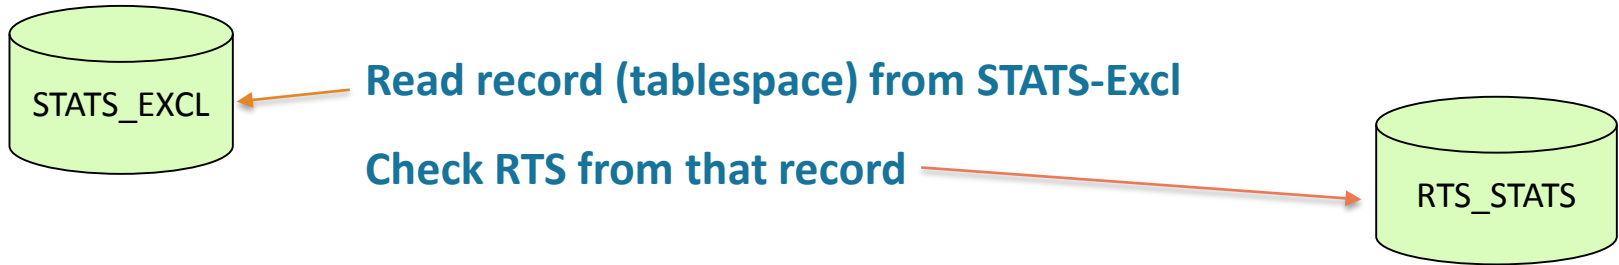 STATS_EXCL
Read record (tablespace) from STATS-Excl
Check RTS from that record
RTS_STATS